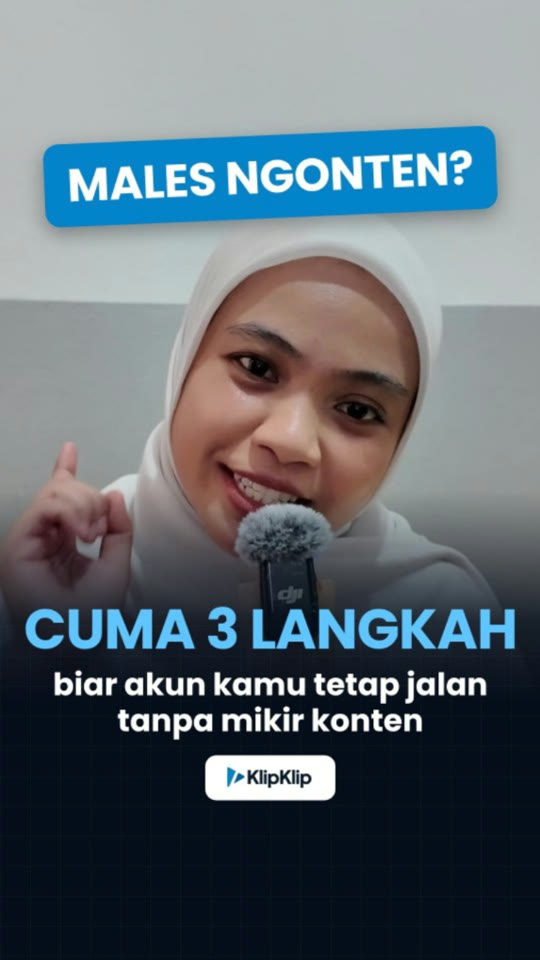 MALES NGONTEN?
dji
CUMA 3 LANGKAH
biar akun kamu tetap jalan
tanpa mikir konten
KlipKlip